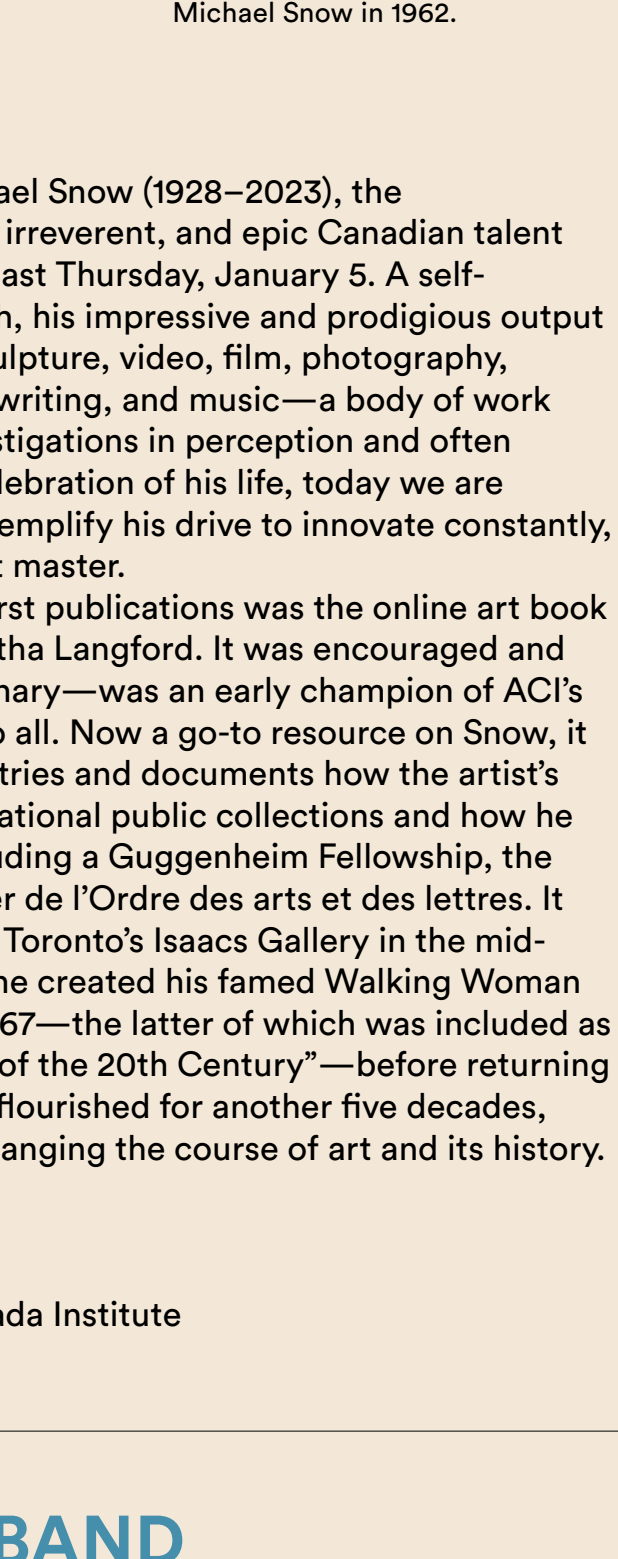 Michael Snow in 1962.
ael Snow (1928–2023), the
irreverent, and epic Canadian talent
ast Thursday, January 5. A self-
, his impressive and prodigious output
ulpture, video, film, photography,
writing, and music—a body of work
stigations in perception and often
lebration of his life, today we are
emplify his drive to innovate constantly,
t master.
rst publications was the online art book
tha Langford. It was encouraged and
nary—was an early champion of ACI’s
o all. Now a go-to resource on Snow, it
tries and documents how the artist’s
ational public collections and how he
uding a Guggenheim Fellowship, the
er de l’Ordre des arts et des lettres. It
Toronto’s Isaacs Gallery in the mid-
he created his famed Walking Woman
67—the latter of which was included as
of the 20th Century”—before returning
flourished for another five decades,
anging the course of art and its history.
ada Institute
BAND